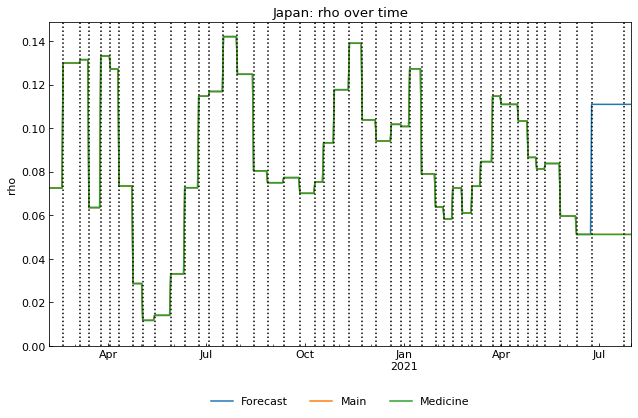 Japan: rho over time
rho
0.14
0.12
0.10
0.08
0.06
0.04
0.02
0.00
Apr Jul Oct Jan Apr Jul
2021
Forecast Main Medicine